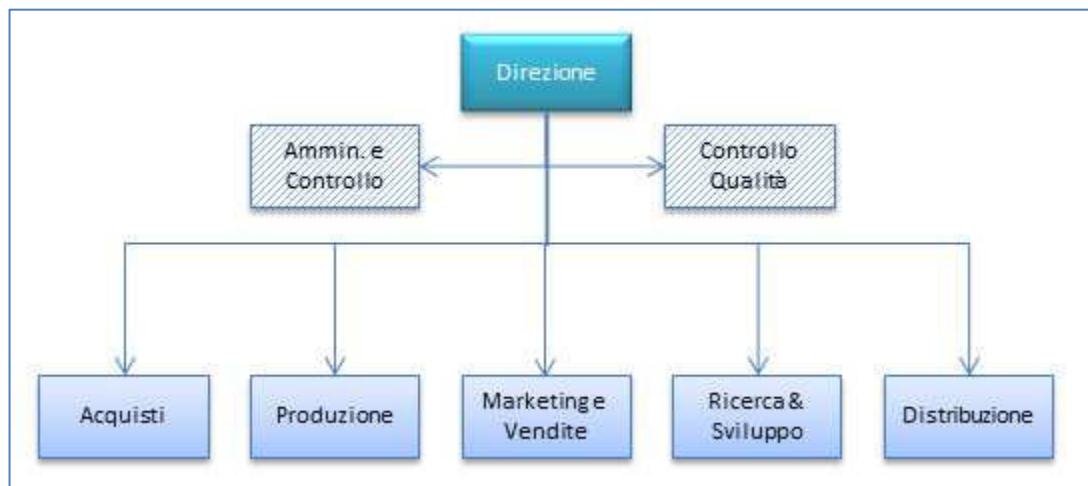 Direzione
Ammin. e
Controllo
Controllo
Qualità
Acquisti
Produzione
Marketing e
Vendite
Ricerca &
Sviluppo
Distribuzione